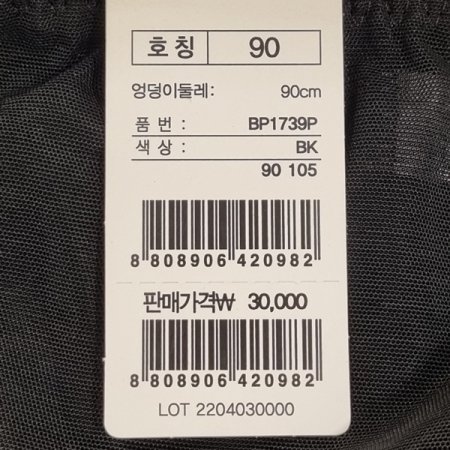 호칭 90
엉덩이둘레: 90cm
품 번 : BP1739P
색 상 : BK
90 105
8 808906 420982
판매가격₩ 30,000
8 808906 420982
LOT 2204030000